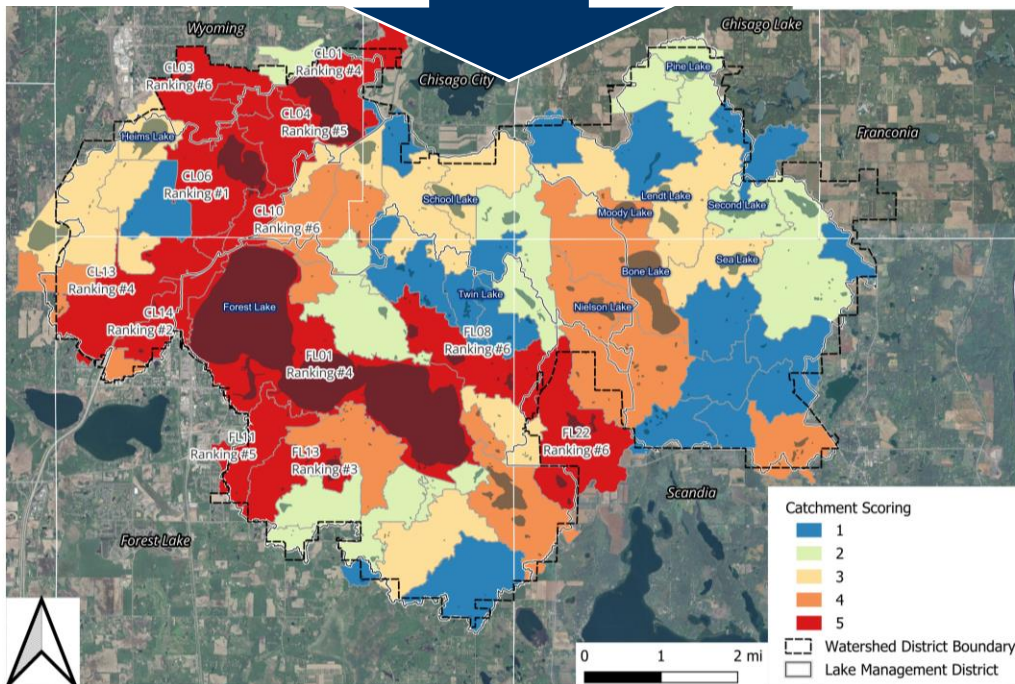 Wyoming
Chisago Lake
CL01
Ranking #4
CL03
Ranking #6
Chisago City
Pine Lake
CL04
Ranking #5
Heims Lake
Franconia
CL06
Ranking #1
School Lake
Lendt Lake
Second Lake
Moody Lake
CL10
Ranking #6
Sea Lake
Bone Lake
CL13
Ranking #4
Twin Lake
Forest Lake
Nielson Lake
CL14
Ranking #2
FL08
Ranking #6
FL01
Ranking #4
FL22
Ranking #6
FL11
Ranking #5
FL13
Ranking #3
Scandia
Forest Lake
Catchment Scoring
1
2
3
4
5
Watershed District Boundary
Lake Management District
0 1 2 mi